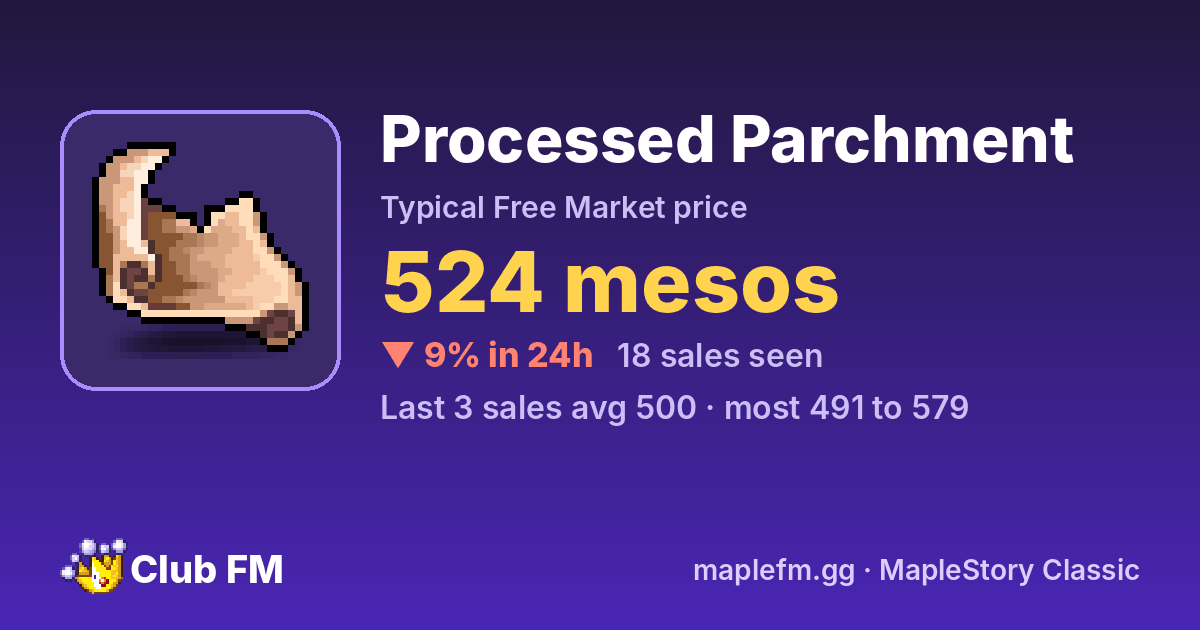 Processed Parchment
Typical Free Market price
524 mesos
▼ 9% in 24h 18 sales seen
Last 3 sales avg 500 · most 491 to 579
Club FM
maplefm.gg · MapleStory Classic